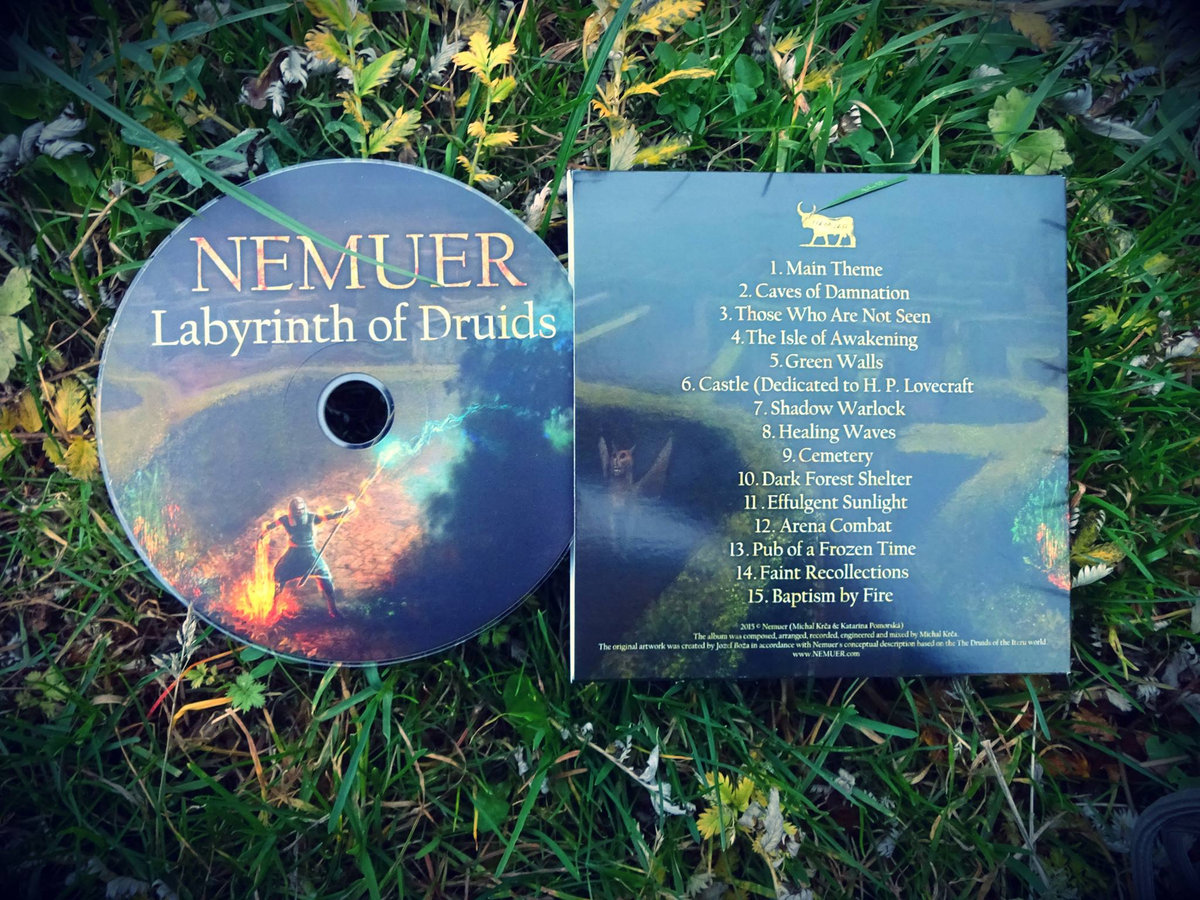 NEMUER
Labyrinth of Druids
1. Main Theme
2. Caves of Damnation
3. Those Who Are Not Seen
4. The Isle of Awakening
5. Green Walls
6. Castle (Dedicated to H. P. Lovecraft
7. Shadow Warlock
8. Healing Waves
9. Cemetery
10. Dark Forest Shelter
11. Effulgent Sunlight
12. Arena Combat
13. Pub of a Frozen Time
14. Faint Recollections
15. Baptism by Fire
2015 © Nemuer (Michal Krča & Katarína Pomorská)
The album was composed, arranged, recorded, engineered and mixed by Michal Krča.
The original artwork was created by Jozef Boža in accordance with Nemuer's conceptual description based on the The Druids of the Iteru world.
www.NEMUER.com